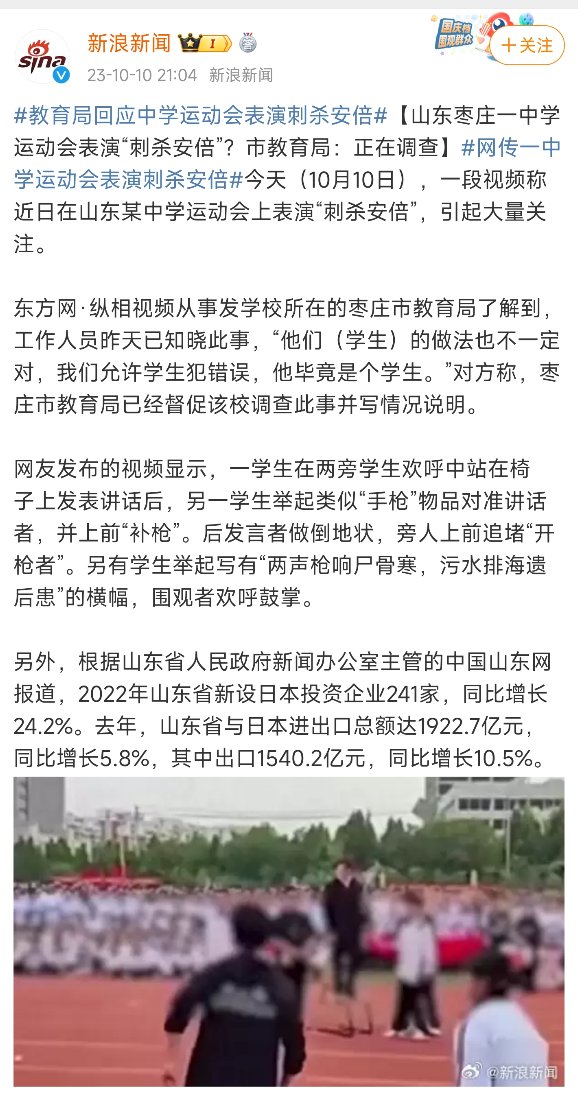 国庆档
围观群众
sina
新浪新闻 1
+关注
23-10-10 21:04 新浪新闻
#教育局回应中学运动会表演刺杀安倍#【山东枣庄一中学
运动会表演“刺杀安倍”？市教育局：正在调查】#网传一中
学运动会表演刺杀安倍#今天（10月10日），一段视频称
近日在山东某中学运动会上表演“刺杀安倍”，引起大量关
注。
东方网·纵相视频从事发学校所在的枣庄市教育局了解到，
工作人员昨天已知晓此事，“他们（学生）的做法也不一定
对，我们允许学生犯错误，他毕竟是个学生。”对方称，枣
庄市教育局已经督促该校调查此事并写情况说明。
网友发布的视频显示，一学生在两旁学生欢呼中站在椅
子上发表讲话后，另一学生举起类似“手枪”物品对准讲话
者，并上前“补枪”。后发言者做倒地状，旁人上前追堵“开
枪者”。另有学生举起写有“两声枪响尸骨寒，污水排海遗
后患”的横幅，围观者欢呼鼓掌。
另外，根据山东省人民政府新闻办公室主管的中国山东网
报道，2022年山东省新设日本投资企业241家，同比增长
24.2%。去年，山东省与日本进出口总额达1922.7亿元，
同比增长5.8%，其中出口1540.2亿元，同比增长10.5%。
@新浪新闻